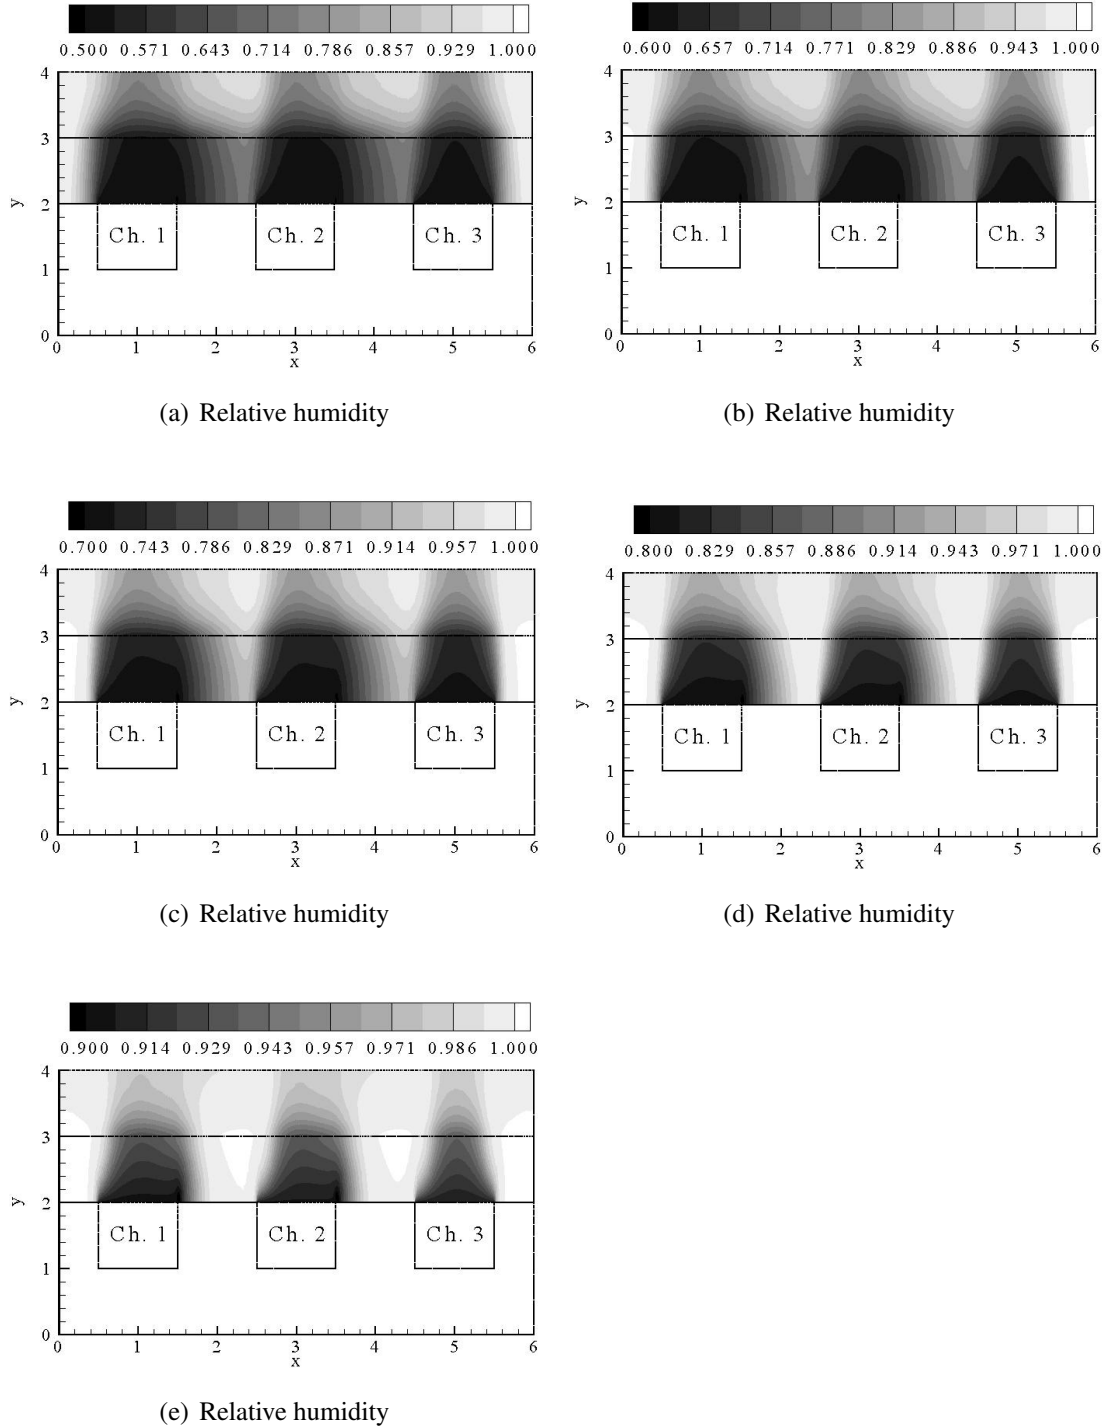 0.500 0.571 0.643 0.714 0.786 0.857 0.929 1.000
4
3
y
2
Ch. 1 Ch. 2 Ch. 3
1
0
0 1 2 3 4 5 6
x
(a) Relative humidity
0.600 0.657 0.714 0.771 0.829 0.886 0.943 1.000
4
3
y
2
Ch. 1 Ch. 2 Ch. 3
1
0
0 1 2 3 4 5 6
x
(b) Relative humidity
0.700 0.743 0.786 0.829 0.871 0.914 0.957 1.000
4
3
y
2
Ch. 1 Ch. 2 Ch. 3
1
0
0 1 2 3 4 5 6
x
(c) Relative humidity
0.800 0.829 0.857 0.886 0.914 0.943 0.971 1.000
4
3
y
2
Ch. 1 Ch. 2 Ch. 3
1
0
0 1 2 3 4 5 6
x
(d) Relative humidity
0.900 0.914 0.929 0.943 0.957 0.971 0.986 1.000
4
3
y
2
Ch. 1 Ch. 2 Ch. 3
1
0
0 1 2 3 4 5 6
x
(e) Relative humidity